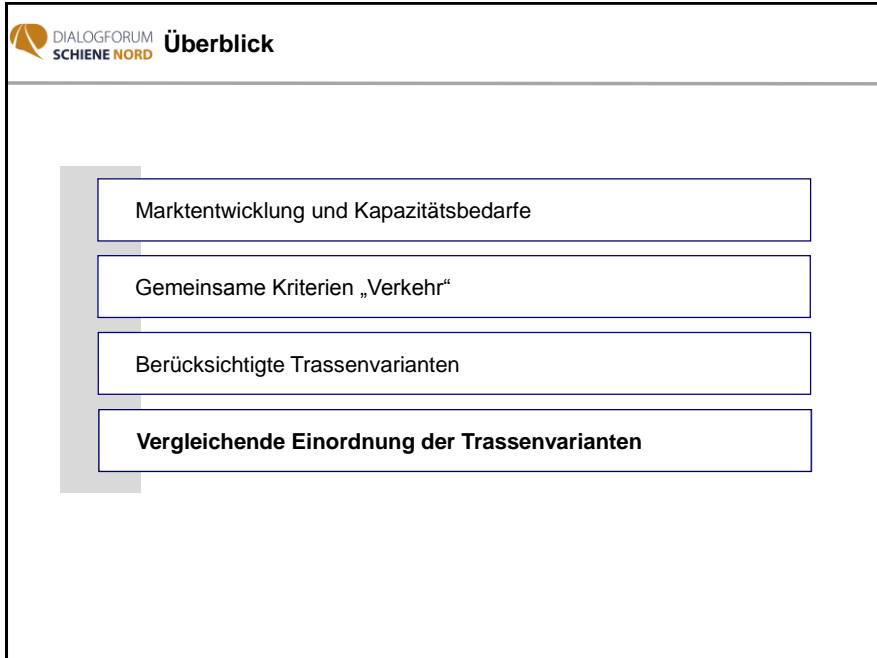 DIALOGFORUM
SCHIENE NORD
Überblick
Marktentwicklung und Kapazitätsbedarfe
Gemeinsame Kriterien „Verkehr“
Berücksichtigte Trassenvarianten
Vergleichende Einordnung der Trassenvarianten